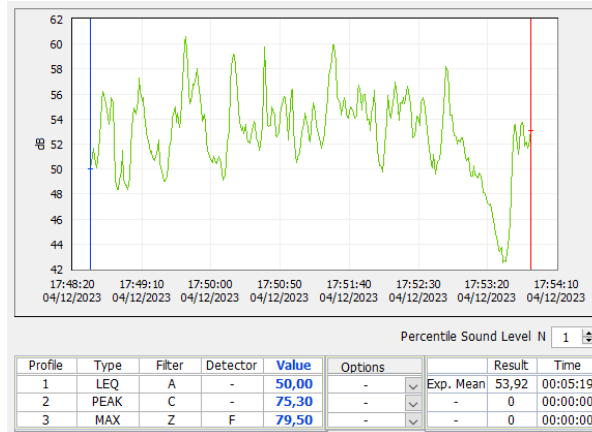 62
60
58
56
54
52
50
48
46
44
42
dB
17:48:20 17:49:10 17:50:00 17:50:50 17:51:40 17:52:30 17:53:20 17:54:10
04/12/2023 04/12/2023 04/12/2023 04/12/2023 04/12/2023 04/12/2023 04/12/2023 04/12/2023
Percentile Sound Level N 1
Profile Type Filter Detector Value Options Result Time
1 LEQ A - 50,00 - Exp. Mean 53,92 00:05:19
2 PEAK C - 75,30 - - 0 00:00:00
3 MAX Z F 79,50 - - 0 00:00:00